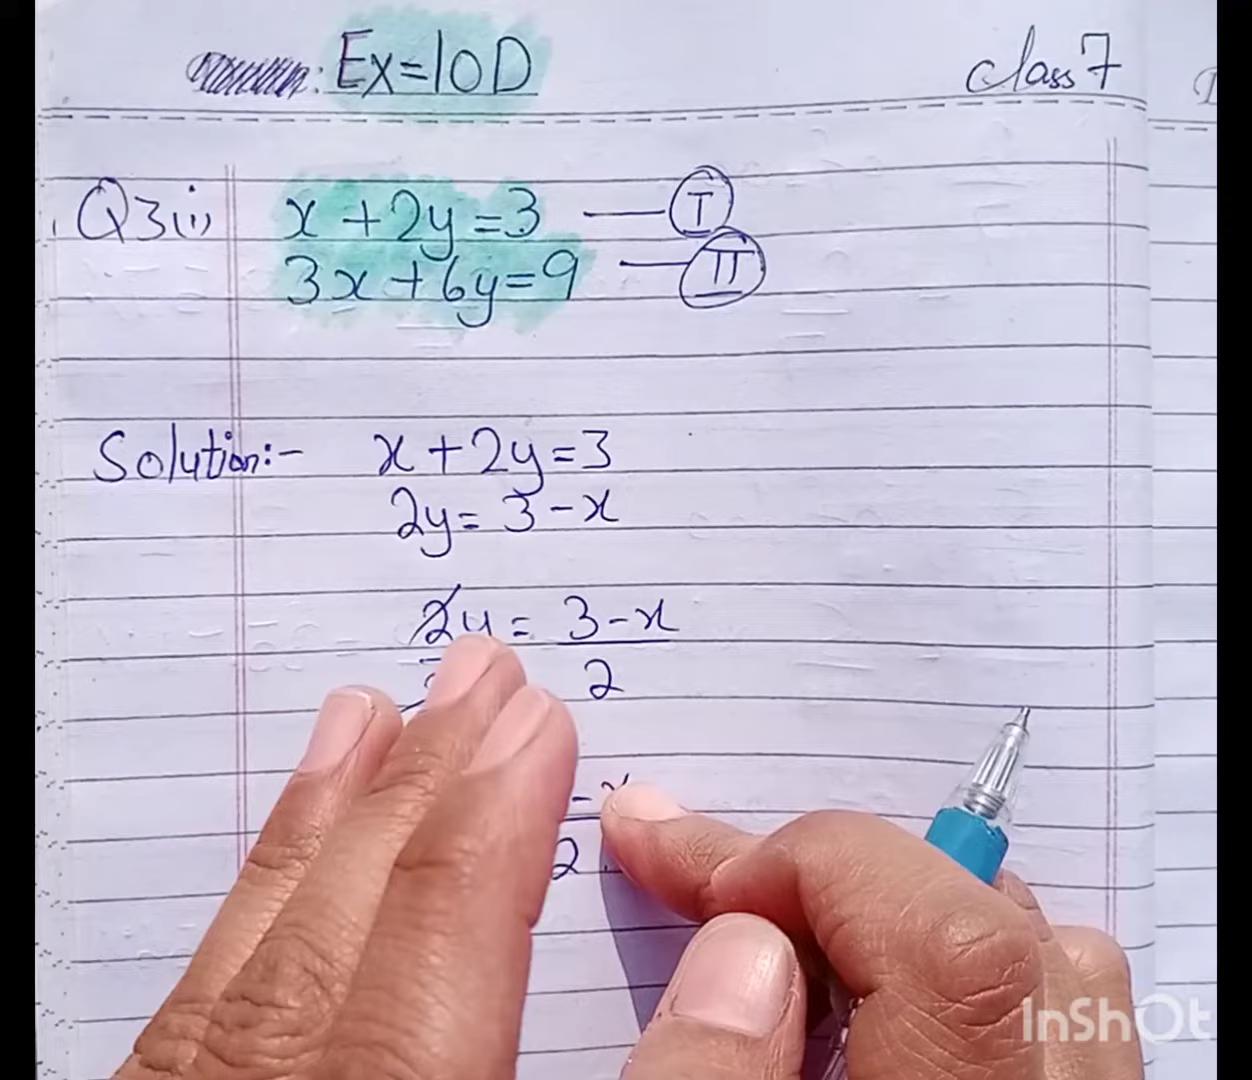 Ex=10D
Class 7
Q3(i) x+2y=3 — I
3x+6y=9 — II
Solution:- x+2y=3
2y=3-x
2y = 3-x
2
- x
2
InShOt